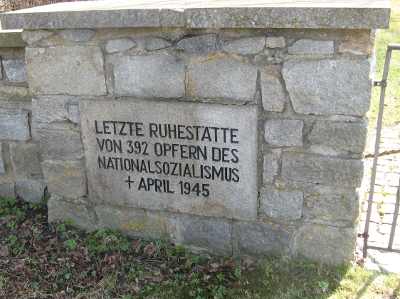 LETZTE RUHESTÄTTE
VON 392 OPFERN DES
NATIONALSOZIALISMUS
+ APRIL 1945